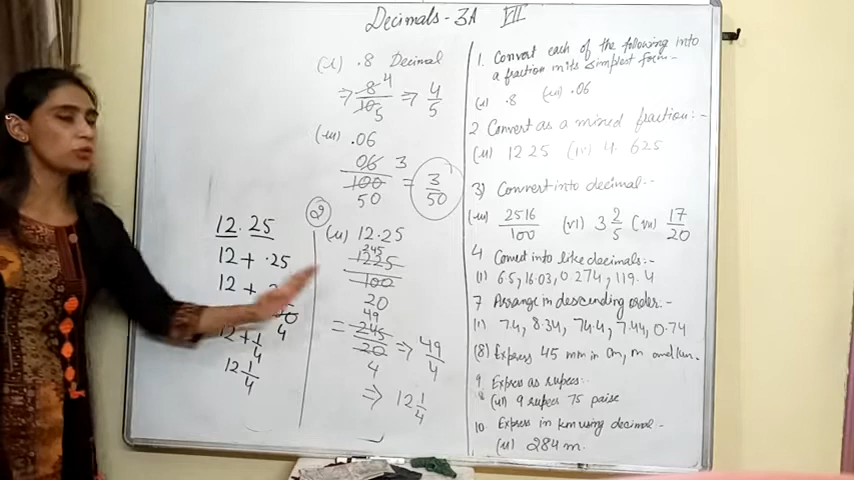 Decimals - 3A VII
(ii) .8 Decimal
⇒ 8 4 / 10 5 ⇒ 4/5
(iii) .06
06 3 / 100 50 = 3/50
②
(iii) 12.25
245
1225 / 100
20
= 49 245 / 20 4 ⇒ 49/4
⇒ 12 1/4
12.25
12 + .25
12 +
12 + 1/4
12 1/4
1. Convert each of the following into
a fraction in its simplest form:-
.8 .06
2 Convert as a mixed fraction:-
12.25 4.625
3) Convert into decimal:-
2516/100 (vi) 3 2/5 17/20
4 Convert into like decimals:-
(i) 6.5, 16.03, 0.274, 119.4
7 Arrange in descending order:-
(i) 7.4, 8.34, 74.4, 7.44, 0.74
(8) Express 45 mm in cm, m and km.
9 Express as rupees:-
9 rupees 75 paise
10. Express in km using decimal:-
284 m.